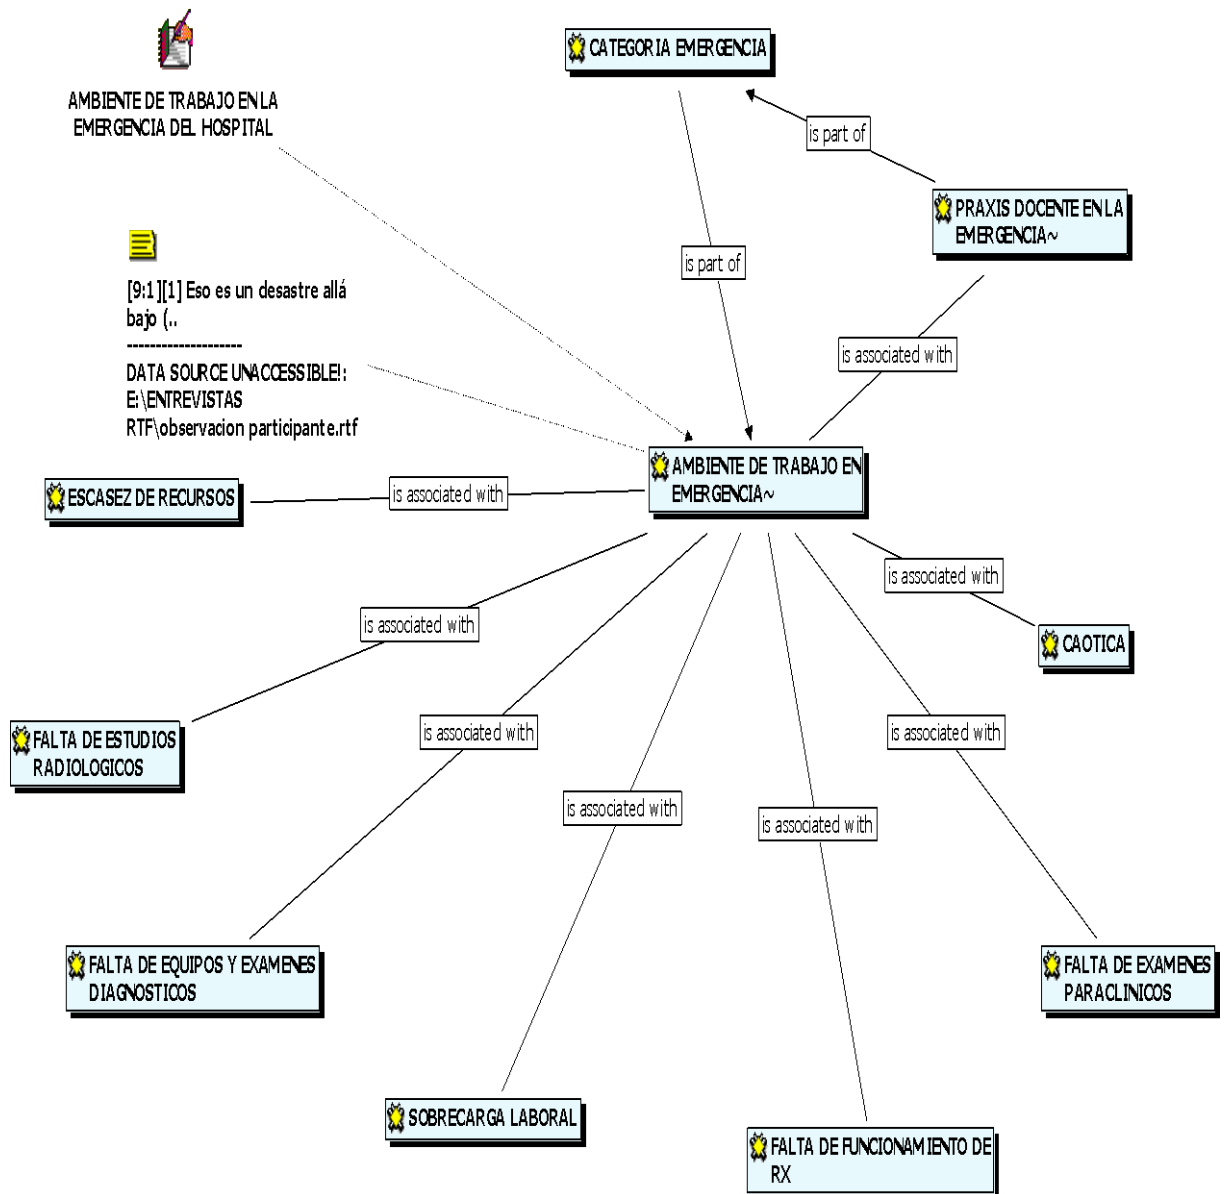 CATEGORIA EMERGENCIA
AMBIENTE DE TRABAJO EN LA
EMERGENCIA DEL HOSPITAL
is part of
PRAXIS DOCENTE EN LA
EMERGENCIA~
is part of
[9:1][1] Eso es un desastre allá
bajo (..
--------------------
DATA SOURCE UNACCESSIBLE!:
E:\ENTREVISTAS
RTF\observacion participante.rtf
is associated with
AMBIENTE DE TRABAJO EN
EMERGENCIA~
ESCASEZ DE RECURSOS
is associated with
is associated with
is associated with
CAOTICA
FALTA DE ESTUDIOS
RADIOLOGICOS
is associated with
is associated with
is associated with
is associated with
FALTA DE EQUIPOS Y EXAMENES
DIAGNOSTICOS
FALTA DE EXAMENES
PARACLINICOS
SOBRECARGA LABORAL
FALTA DE FUNCIONAMIENTO DE
RX